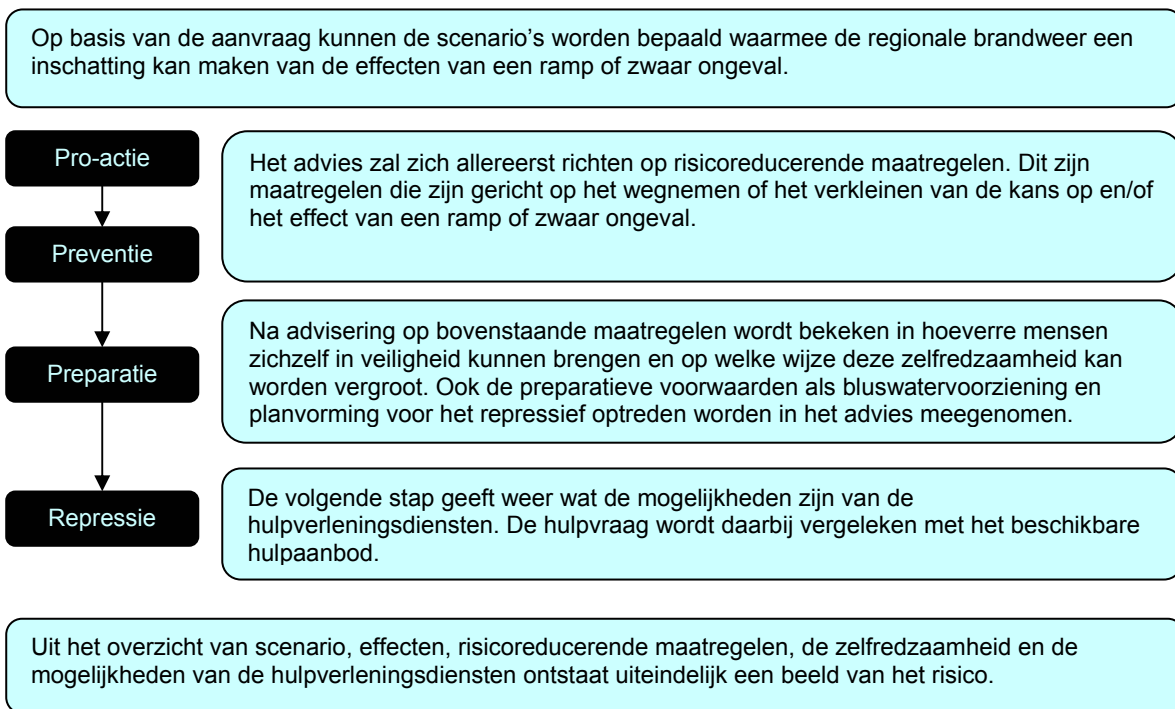 Op basis van de aanvraag kunnen de scenario's worden bepaald waarmee de regionale brandweer een
inschatting kan maken van de effecten van een ramp of zwaar ongeval.
Pro-actie
Het advies zal zich allereerst richten op risicoreducerende maatregelen. Dit zijn
maatregelen die zijn gericht op het wegnemen of het verkleinen van de kans op en/of
het effect van een ramp of zwaar ongeval.
Preventie
Na advisering op bovenstaande maatregelen wordt bekeken in hoeverre mensen
zichzelf in veiligheid kunnen brengen en op welke wijze deze zelfredzaamheid kan
worden vergroot. Ook de preparatieve voorwaarden als bluswatervoorziening en
planvorming voor het repressief optreden worden in het advies meegenomen.
Preparatie
De volgende stap geeft weer wat de mogelijkheden zijn van de
hulpverleningsdiensten. De hulpvraag wordt daarbij vergeleken met het beschikbare
hulpaanbod.
Repressie
Uit het overzicht van scenario, effecten, risicoreducerende maatregelen, de zelfredzaamheid en de
mogelijkheden van de hulpverleningsdiensten ontstaat uiteindelijk een beeld van het risico.